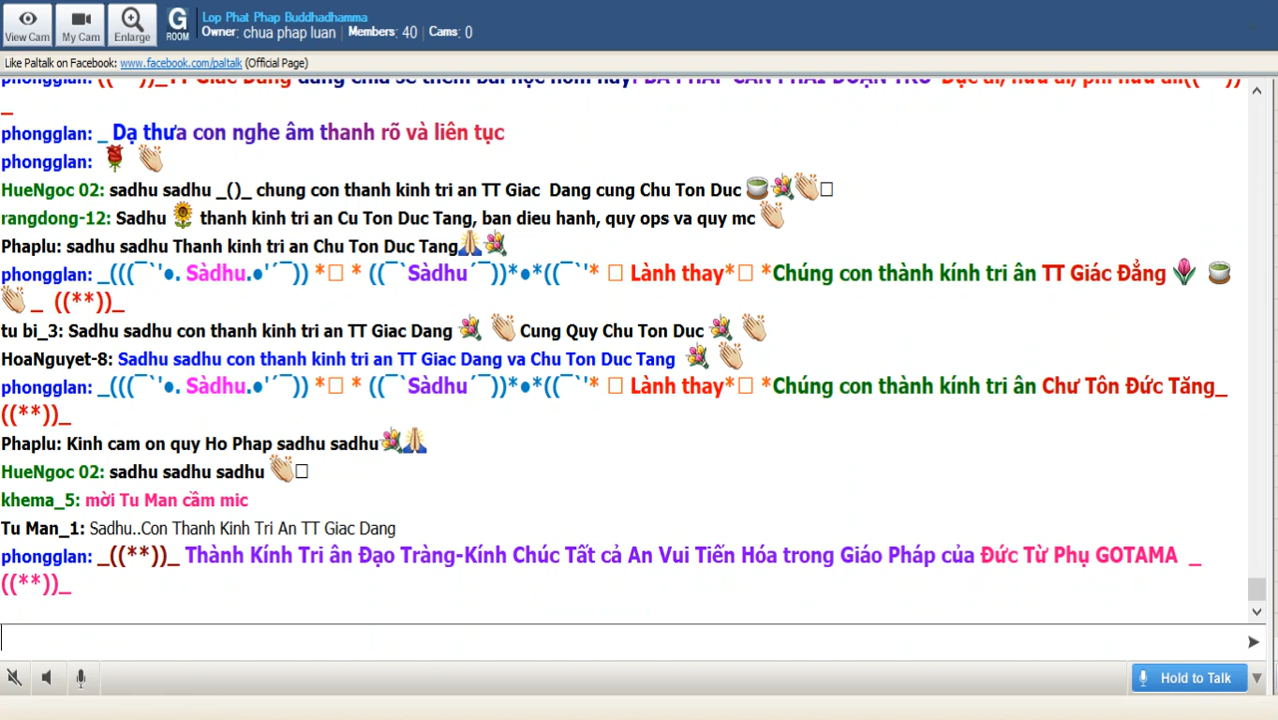 Lop Phat Phap Buddhadhamma
Owner: chua phap luan | Members: 40 | Cams: 0
View Cam
My Cam
Enlarge
G
ROOM
Like Paltalk on Facebook: www.facebook.com/paltalk (Official Page)
phongglan: _ Dạ thưa con nghe âm thanh rõ và liên tục
phongglan:
HueNgoc 02: sadhu sadhu _()_ chung con thanh kinh tri an TT Giac Dang cung Chu Ton Duc
rangdong-12: Sadhu thanh kinh tri an Cu Ton Duc Tang, ban dieu hanh, quy ops va quy mc
Phaplu: sadhu sadhu Thanh kinh tri an Chu Ton Duc Tang
phongglan: _(((¯`'●. Sàdhu.●'´¯)) *□ * ((¯`Sàdhu´¯))*●*((¯`'* □ Lành thay*□ *Chúng con thành kính tri ân TT Giác Đẳng
_ ((**))_
tu bi_3: Sadhu sadhu con thanh kinh tri an TT Giac Dang Cung Quy Chu Ton Duc
HoaNguyet-8: Sadhu sadhu con thanh kinh tri an TT Giac Dang va Chu Ton Duc Tang
phongglan: _(((¯`'●. Sàdhu.●'´¯)) *□ * ((¯`Sàdhu´¯))*●*((¯`'* □ Lành thay*□ *Chúng con thành kính tri ân Chư Tôn Đức Tăng_
((**))_
Phaplu: Kinh cam on quy Ho Phap sadhu sadhu
HueNgoc 02: sadhu sadhu sadhu
khema_5: mời Tu Man cầm mic
Tu Man_1: Sadhu..Con Thanh Kinh Tri An TT Giac Dang
phongglan: _((**))_ Thành Kính Tri ân Đạo Tràng-Kính Chúc Tất cả An Vui Tiến Hóa trong Giáo Pháp của Đức Từ Phụ GOTAMA _
((**))_
Hold to Talk